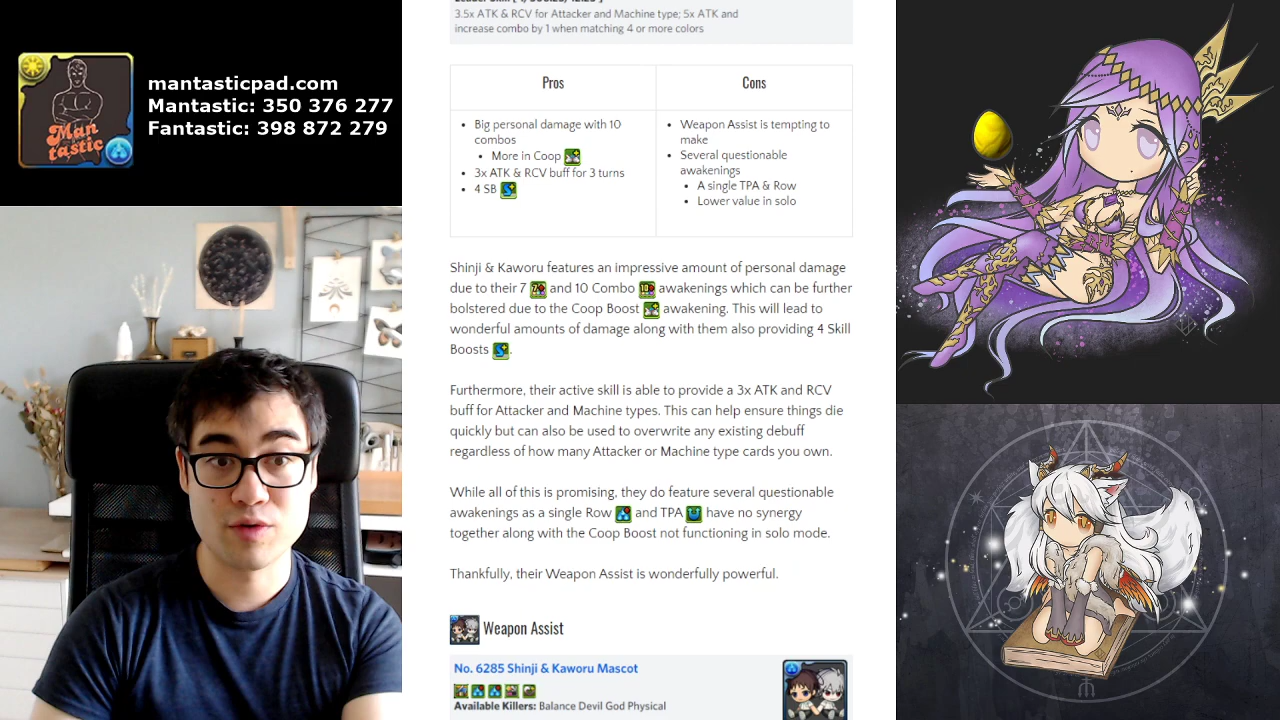 mantasticpad.com
Mantastic: 350 376 277
Fantastic: 398 872 279
Man
tastic
3.5x ATK & RCV for Attacker and Machine type; 5x ATK and
increase combo by 1 when matching 4 or more colors
Pros
Cons
Big personal damage with 10
combos
More in Coop
3x ATK & RCV buff for 3 turns
4 SB
Weapon Assist is tempting to
make
Several questionable
awakenings
A single TPA & Row
Lower value in solo
Shinji & Kaworu features an impressive amount of personal damage
due to their 7 and 10 Combo awakenings which can be further
bolstered due to the Coop Boost awakening. This will lead to
wonderful amounts of damage along with them also providing 4 Skill
Boosts .
Furthermore, their active skill is able to provide a 3x ATK and RCV
buff for Attacker and Machine types. This can help ensure things die
quickly but can also be used to overwrite any existing debuff
regardless of how many Attacker or Machine type cards you own.
While all of this is promising, they do feature several questionable
awakenings as a single Row and TPA have no synergy
together along with the Coop Boost not functioning in solo mode.
Thankfully, their Weapon Assist is wonderfully powerful.
Weapon Assist
No. 6285 Shinji & Kaworu Mascot
Available Killers: Balance Devil God Physical